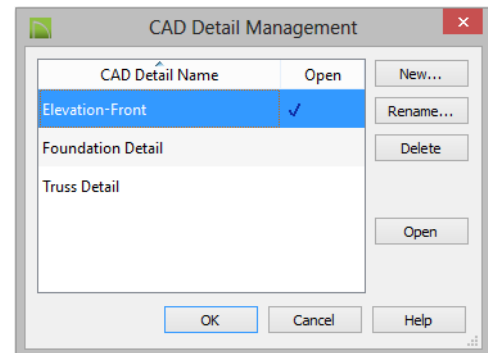 CAD Detail Management
CAD Detail Name Open New...
Elevation-Front Rename...
Foundation Detail Delete
Truss Detail
Open
OK Cancel Help